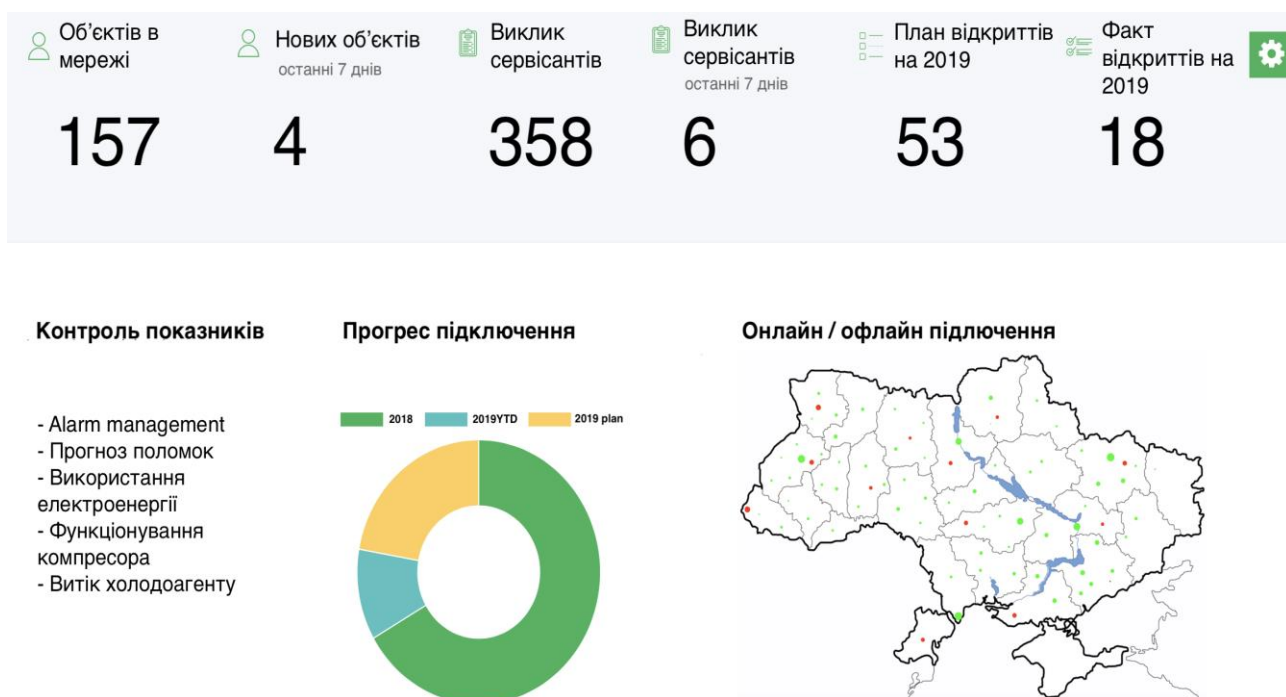 Об’єктів в
мережі
157
Нових об’єктів
останні 7 днів
4
Виклик
сервісантів
358
Виклик
сервісантів
останні 7 днів
6
План відкриттів
на 2019
53
Факт
відкриттів на
2019
18
Контроль показників
- Alarm management
- Прогноз поломок
- Використання
електроенергії
- Функціонування
компресора
- Витік холодоагенту
Прогрес підключення
2018
2019YTD
2019 plan
Онлайн / офлайн підлючення